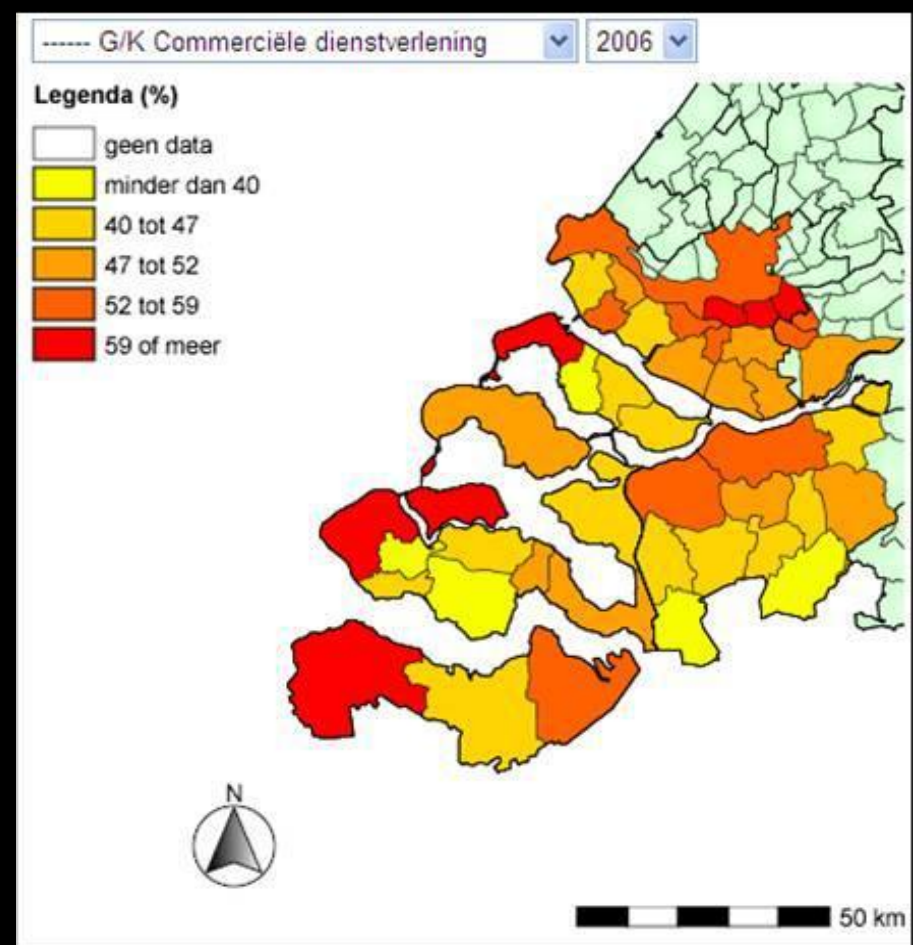 ------ G/K Commerciële dienstverlening 2006
Legenda (%)
geen data
minder dan 40
40 tot 47
47 tot 52
52 tot 59
59 of meer
N
50 km